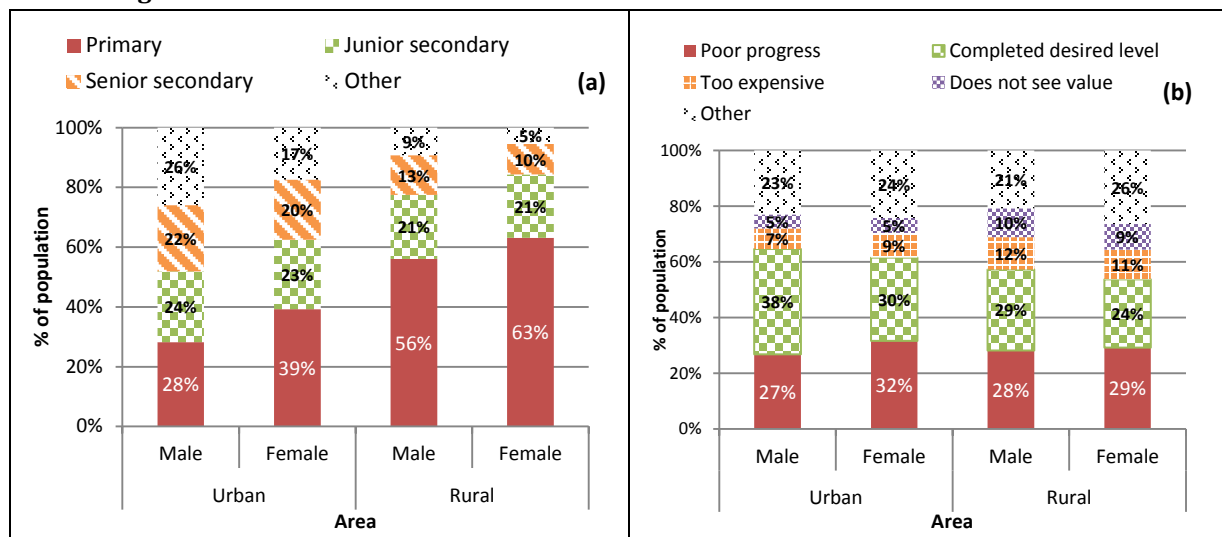 Primary Junior secondary
Senior secondary Other (a)
100% 26% 17% 9% 5%
80% 13% 10%
60% 22% 20% 21% 21%
40% 24% 23%
20% 28% 39% 56% 63%
0%
% of population
Male Female Male Female
Urban Rural
Area
Poor progress Completed desired level
Too expensive Does not see value (b)
Other
100% 23% 24% 21% 26%
80% 5% 5% 10% 9%
60% 7% 9% 12% 11%
40% 38% 30% 29% 24%
20% 27% 32% 28% 29%
0%
% of population
Male Female Male Female
Urban Rural
Area